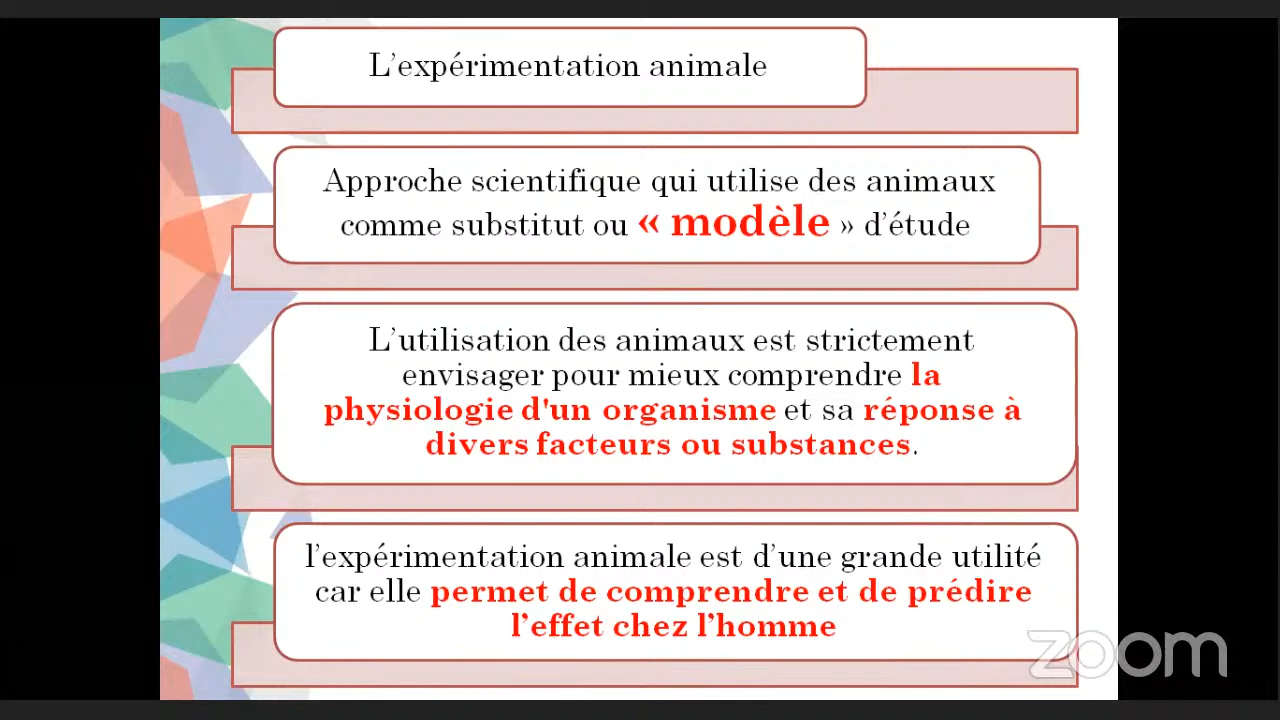 L’expérimentation animale
Approche scientifique qui utilise des animaux
comme substitut ou « modèle » d’étude
L’utilisation des animaux est strictement
envisager pour mieux comprendre la
physiologie d'un organisme et sa réponse à
divers facteurs ou substances.
l’expérimentation animale est d’une grande utilité
car elle permet de comprendre et de prédire
l’effet chez l’homme
zoom